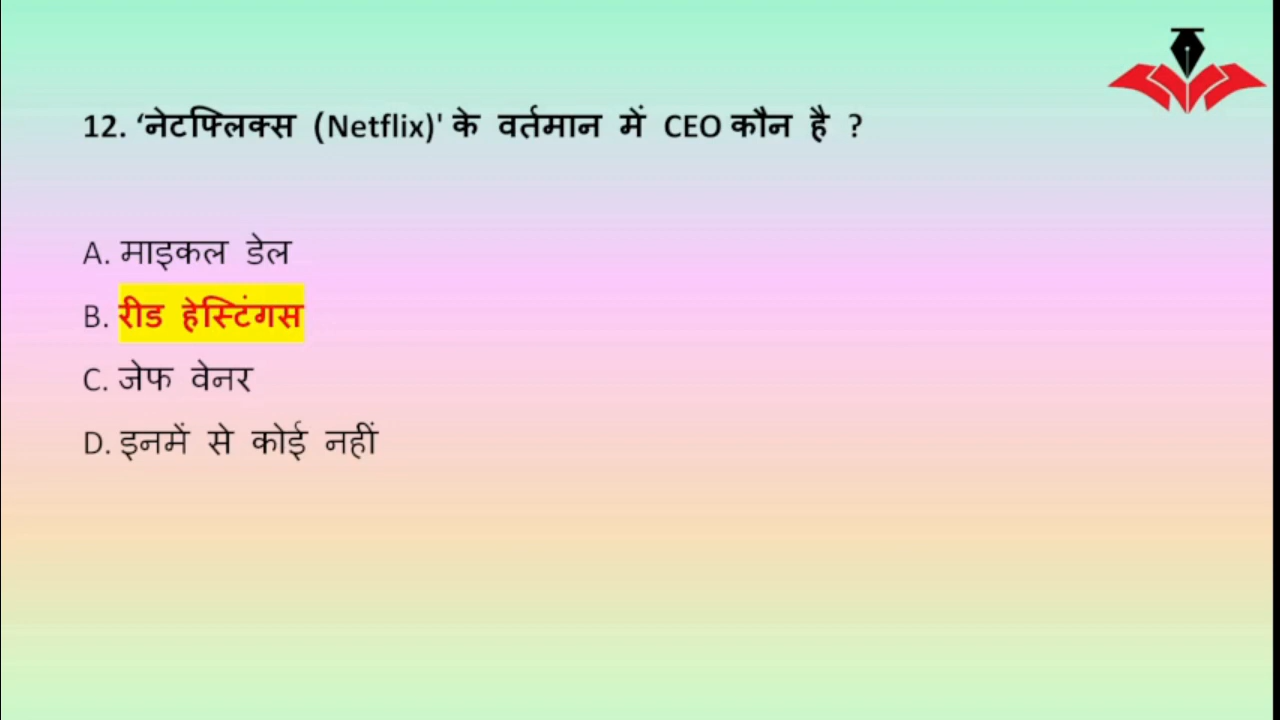 12. ‘नेटफ्लिक्स (Netflix)' के वर्तमान में CEO कौन है ?
A. माइकल डेल
B. रीड हेस्टिंगस
C. जेफ वेनर
D. इनमें से कोई नहीं